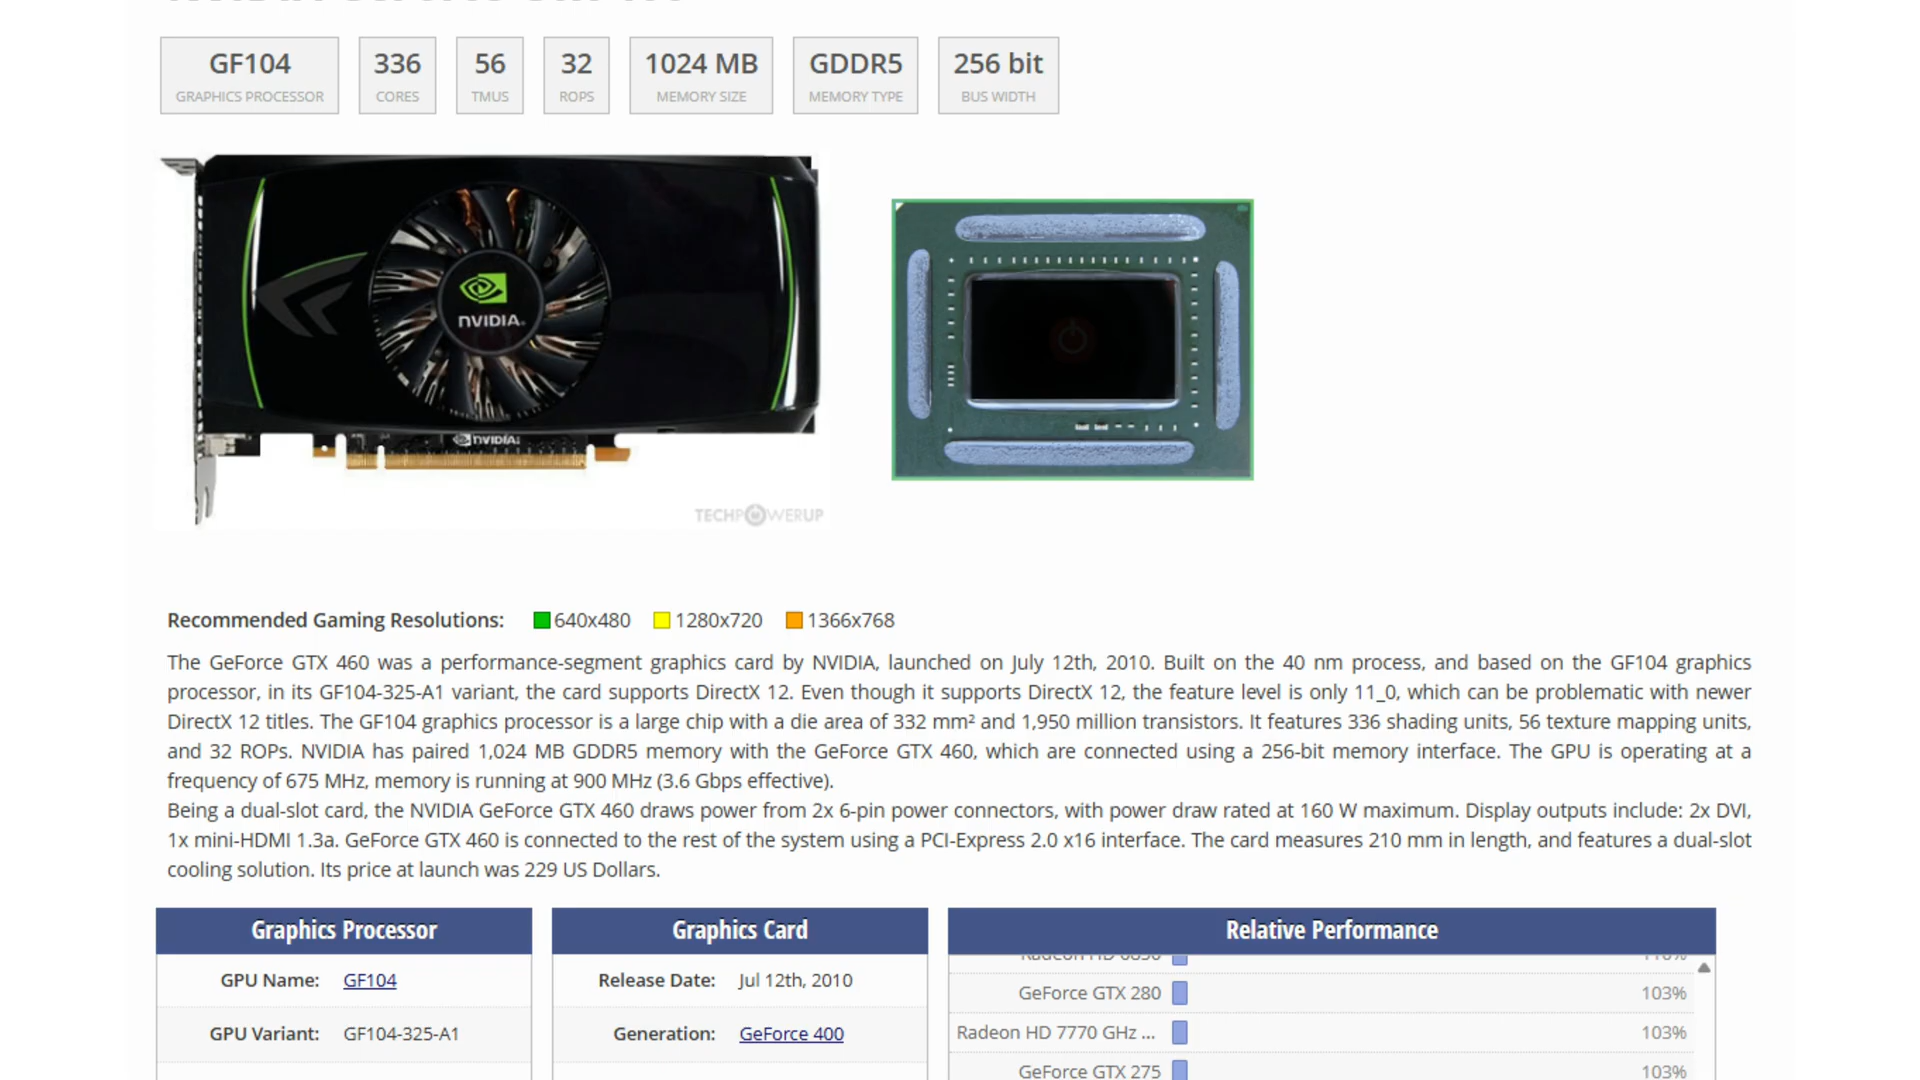 GF104
GRAPHICS PROCESSOR
336
CORES
56
TMUS
32
ROPS
1024 MB
MEMORY SIZE
GDDR5
MEMORY TYPE
256 bit
BUS WIDTH
NVIDIA.
NVIDIA
TECHPOWERUP
Recommended Gaming Resolutions: 640x480 1280x720 1366x768
The GeForce GTX 460 was a performance-segment graphics card by NVIDIA, launched on July 12th, 2010. Built on the 40 nm process, and based on the GF104 graphics
processor, in its GF104-325-A1 variant, the card supports DirectX 12. Even though it supports DirectX 12, the feature level is only 11_0, which can be problematic with newer
DirectX 12 titles. The GF104 graphics processor is a large chip with a die area of 332 mm² and 1,950 million transistors. It features 336 shading units, 56 texture mapping units,
and 32 ROPs. NVIDIA has paired 1,024 MB GDDR5 memory with the GeForce GTX 460, which are connected using a 256-bit memory interface. The GPU is operating at a
frequency of 675 MHz, memory is running at 900 MHz (3.6 Gbps effective).
Being a dual-slot card, the NVIDIA GeForce GTX 460 draws power from 2x 6-pin power connectors, with power draw rated at 160 W maximum. Display outputs include: 2x DVI,
1x mini-HDMI 1.3a. GeForce GTX 460 is connected to the rest of the system using a PCI-Express 2.0 x16 interface. The card measures 210 mm in length, and features a dual-slot
cooling solution. Its price at launch was 229 US Dollars.
Graphics Processor
GPU Name: GF104
GPU Variant: GF104-325-A1
Graphics Card
Release Date: Jul 12th, 2010
Generation: GeForce 400
Relative Performance
GeForce GTX 280 103%
Radeon HD 7770 GHz ... 103%
GeForce GTX 275 103%